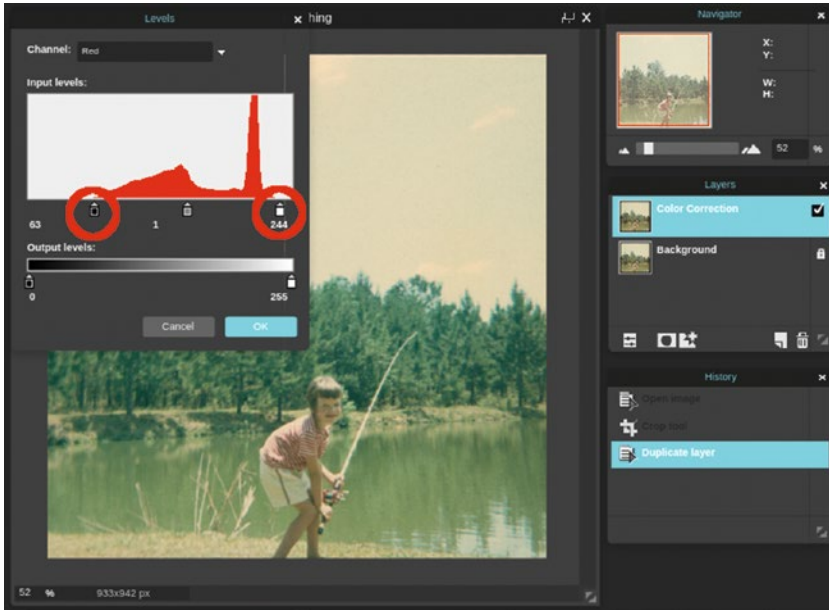 Levels
Channel: Red
Input levels:
63 1 244
Output levels:
0 255
Cancel OK
hing
52 % 933x942 px
Navigator
X:
Y:
W:
H:
52 %
Layers
Color Correction
Background
History
Open image
Crop tool
Duplicate layer